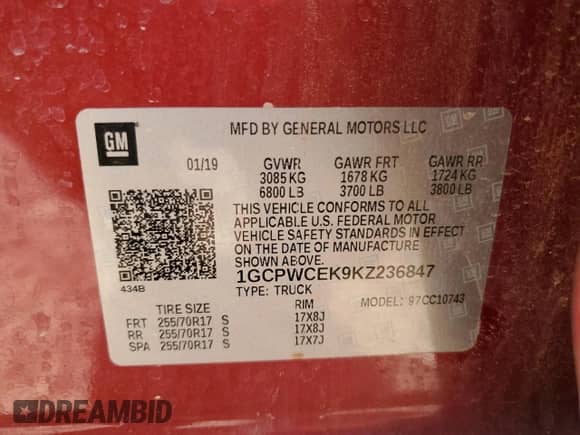 GM
MFD BY GENERAL MOTORS LLC
01/19 GVWR GAWR FRT GAWR RR
3085 KG 1678 KG 1724 KG
6800 LB 3700 LB 3800 LB
THIS VEHICLE CONFORMS TO ALL
APPLICABLE U.S. FEDERAL MOTOR
VEHICLE SAFETY STANDARDS IN EFFECT
ON THE DATE OF MANUFACTURE
SHOWN ABOVE.
1GCPWCEK9KZ236847
434B
TYPE: TRUCK
MODEL: 97CC10743
TIRE SIZE RIM
FRT 255/70R17 S 17X8J
RR 255/70R17 S 17X8J
SPA 255/70R17 S 17X7J
DREAMBID